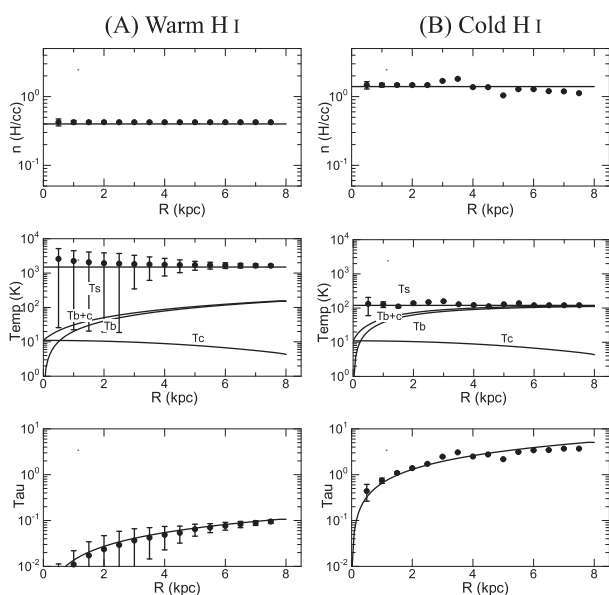 (A) Warm H I
(B) Cold H I
n (H/cc)
10⁰
10⁻¹
0 2 4 6 8
R (kpc)
n (H/cc)
10⁰
10⁻¹
0 2 4 6 8
R (kpc)
Temp (K)
10⁴
10³
10²
10¹
10⁰
Ts
Tb+c
Tb
Tc
0 2 4 6 8
R (kpc)
Temp (K)
10⁴
10³
10²
10¹
10⁰
Ts
Tb+c
Tb
Tc
0 2 4 6 8
R (kpc)
Tau
10¹
10⁰
10⁻¹
10⁻²
0 2 4 6 8
R (kpc)
Tau
10¹
10⁰
10⁻¹
10⁻²
0 2 4 6 8
R (kpc)